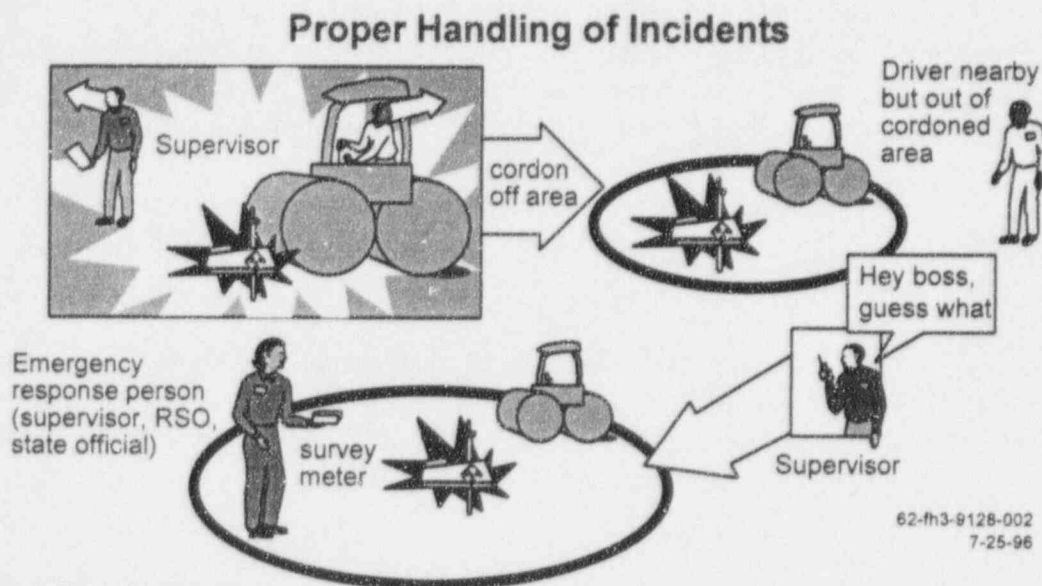 Proper Handling of Incidents
Supervisor
cordon
off area
Driver nearby
but out of
cordoned
area
Hey boss,
guess what
Supervisor
Emergency
response person
(supervisor, RSO,
state official)
survey
meter
62-fh3-9128-002
7-25-96